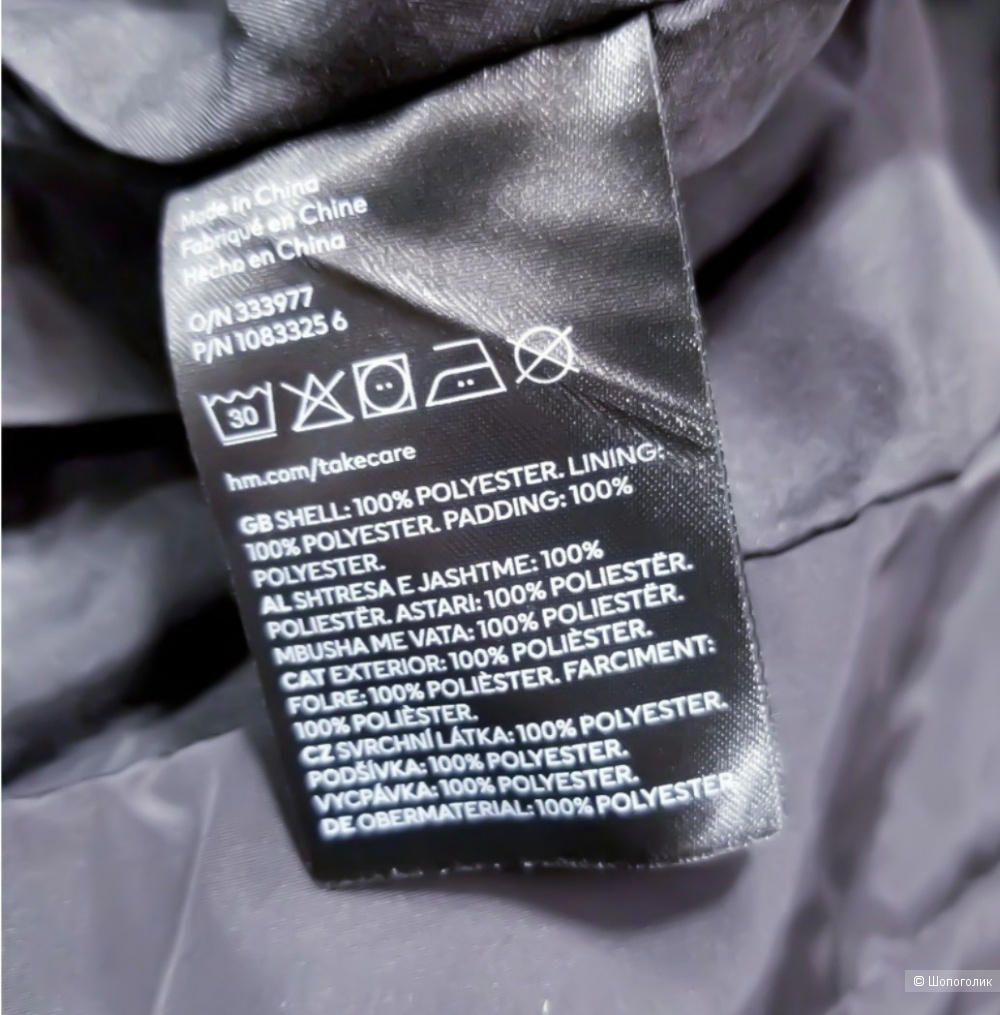 Made in China
Fabriqué en Chine
Hecho en China
O/N 333977
P/N 1083325 6
30
hm.com/takecare
GB SHELL: 100% POLYESTER. LINING:
100% POLYESTER. PADDING: 100%
POLYESTER.
AL SHTRESA E JASHTME: 100%
POLIESTËR. ASTARI: 100% POLIESTËR.
MBUSHA ME VATA: 100% POLIESTËR.
CAT EXTERIOR: 100% POLIÈSTER.
FOLRE: 100% POLIÈSTER. FARCIMENT:
100% POLIÈSTER.
CZ SVRCHNÍ LÁTKA: 100% POLYESTER.
PODŠÍVKA: 100% POLYESTER.
VYCPÁVKA: 100% POLYESTER.
DE OBERMATERIAL: 100% POLYESTER
© Шопоголик